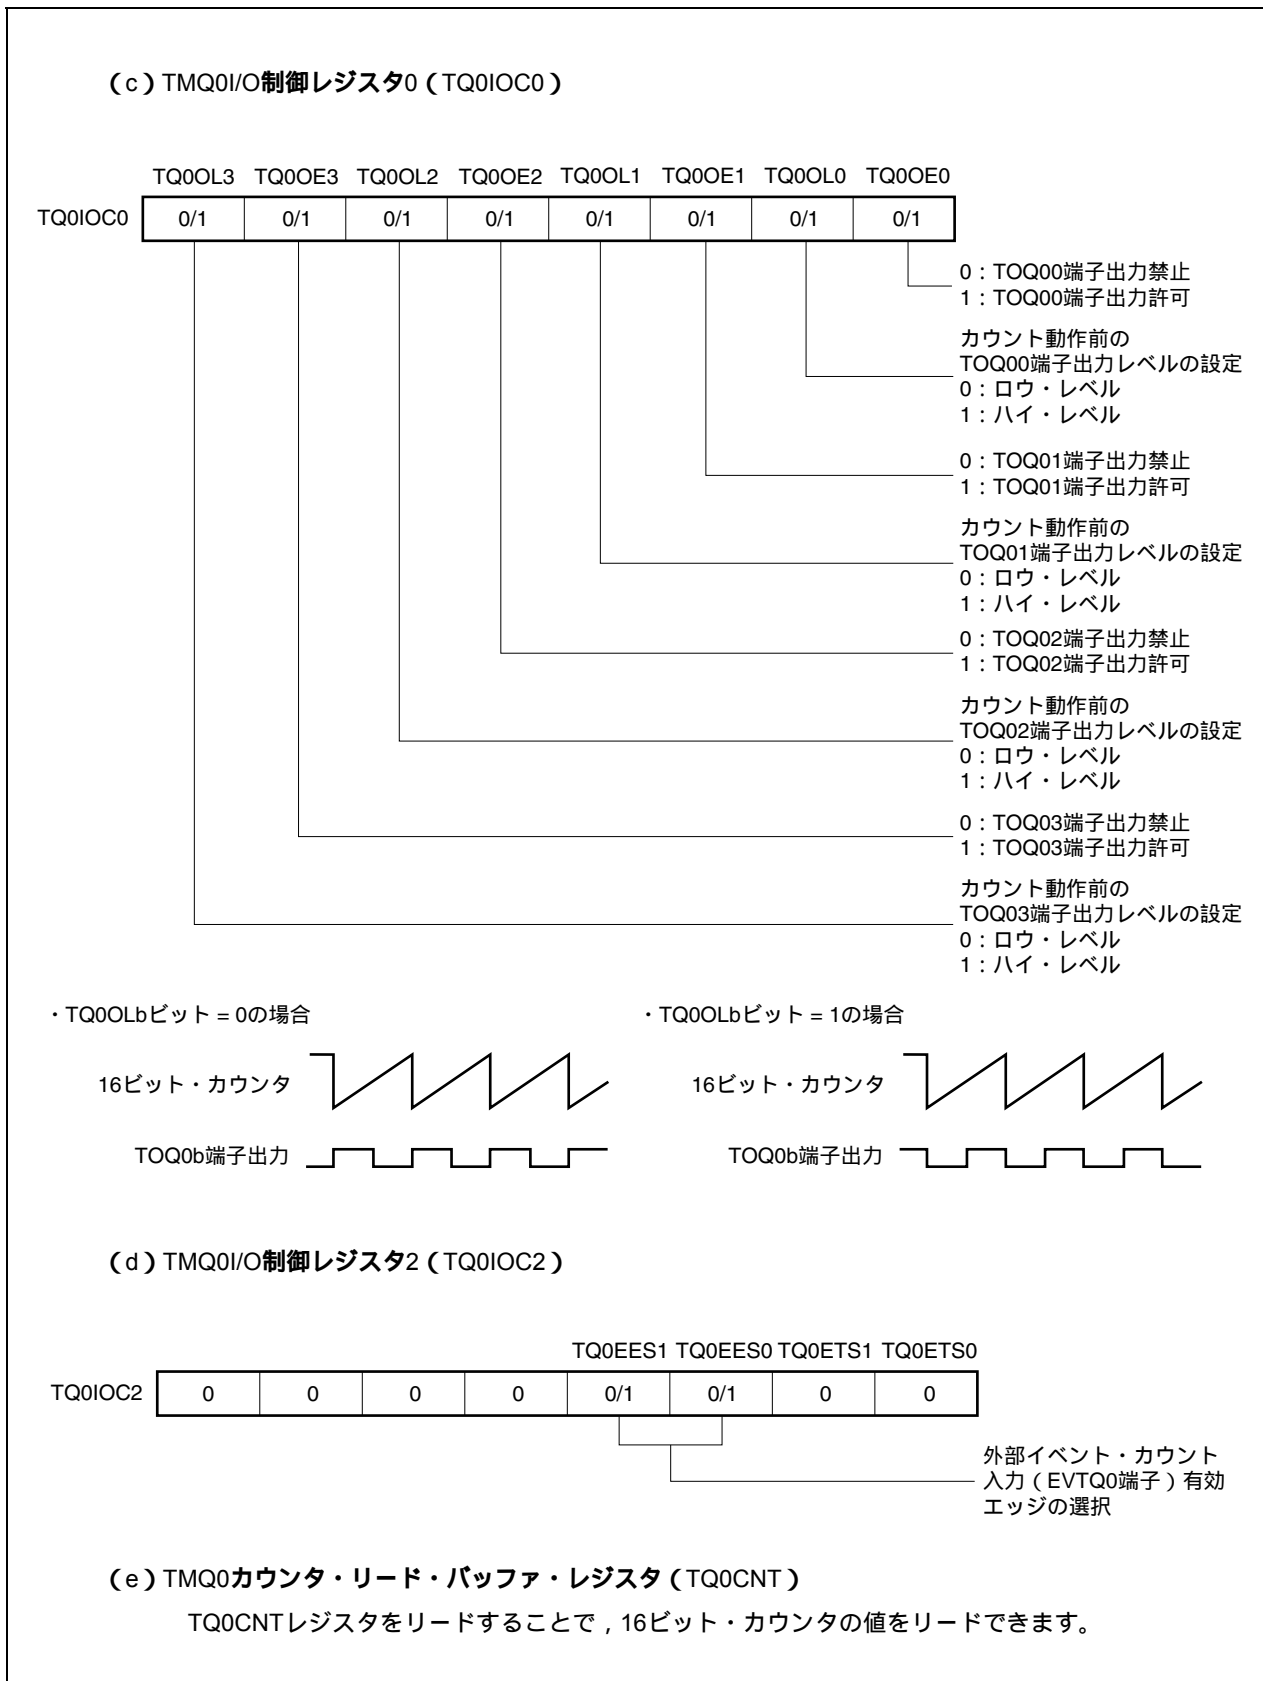 （c）TMQ0I/O制御レジスタ0（TQ0IOC0）
TQ0OL3 TQ0OE3 TQ0OL2 TQ0OE2 TQ0OL1 TQ0OE1 TQ0OL0 TQ0OE0
TQ0IOC0 0/1 0/1 0/1 0/1 0/1 0/1 0/1 0/1
0：TOQ00端子出力禁止
1：TOQ00端子出力許可
カウント動作前の
TOQ00端子出力レベルの設定
0：ロウ・レベル
1：ハイ・レベル
0：TOQ01端子出力禁止
1：TOQ01端子出力許可
カウント動作前の
TOQ01端子出力レベルの設定
0：ロウ・レベル
1：ハイ・レベル
0：TOQ02端子出力禁止
1：TOQ02端子出力許可
カウント動作前の
TOQ02端子出力レベルの設定
0：ロウ・レベル
1：ハイ・レベル
0：TOQ03端子出力禁止
1：TOQ03端子出力許可
カウント動作前の
TOQ03端子出力レベルの設定
0：ロウ・レベル
1：ハイ・レベル
・TQ0OLbビット = 0の場合
16ビット・カウンタ
TOQ0b端子出力
・TQ0OLbビット = 1の場合
16ビット・カウンタ
TOQ0b端子出力
（d）TMQ0I/O制御レジスタ2（TQ0IOC2）
TQ0EES1 TQ0EES0 TQ0ETS1 TQ0ETS0
TQ0IOC2 0 0 0 0 0/1 0/1 0 0
外部イベント・カウント
入力（EVTQ0端子）有効
エッジの選択
（e）TMQ0カウンタ・リード・バッファ・レジスタ（TQ0CNT）
TQ0CNTレジスタをリードすることで，16ビット・カウンタの値をリードできます。